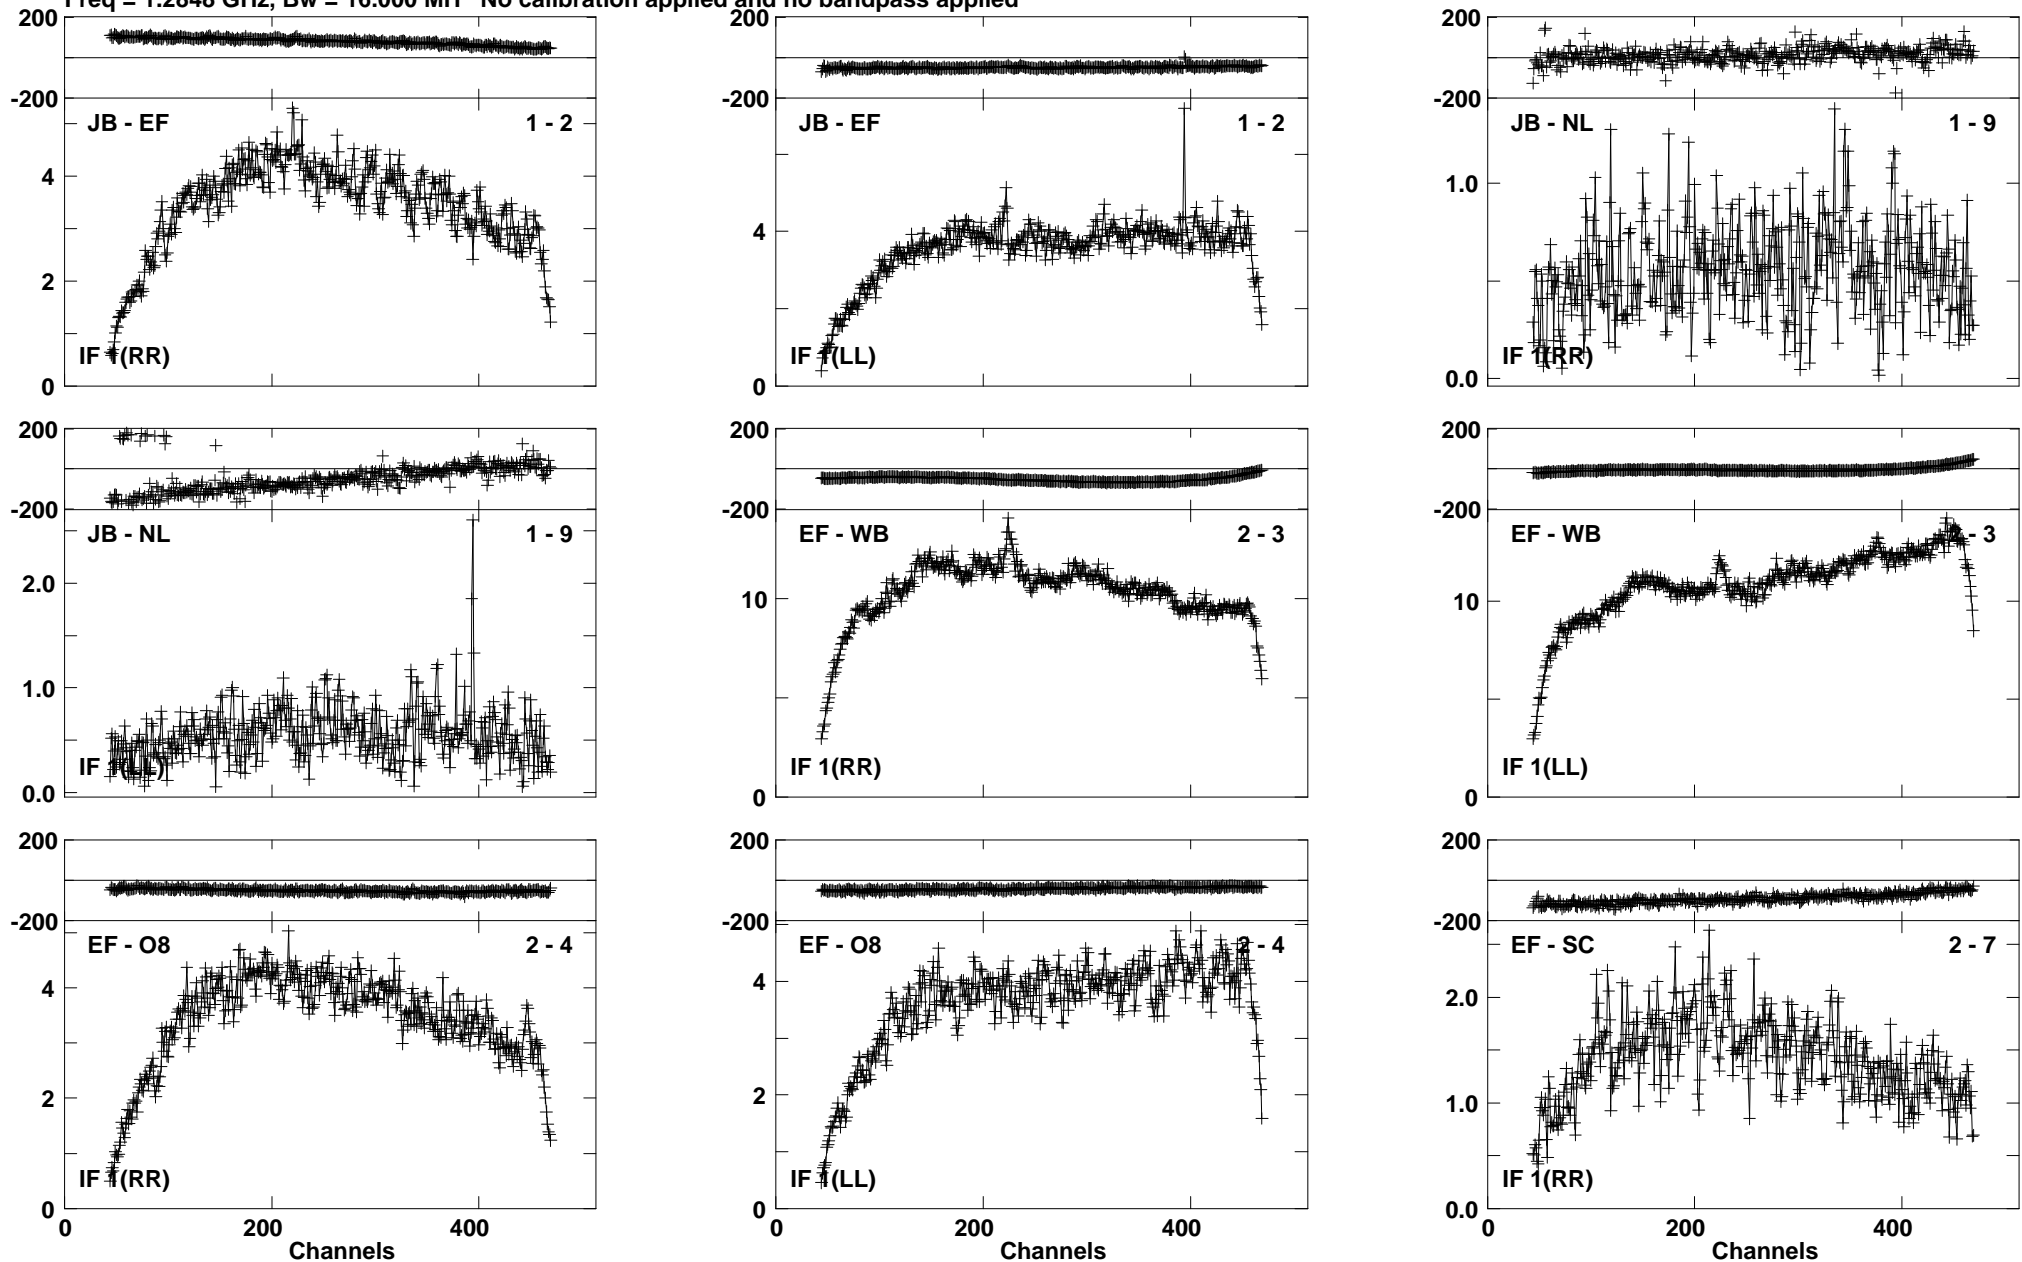 Freq = 1.2848 GHz, Bw = 16.000 MH No calibration applied and no bandpass applied
200
-200
JB - EF 1 - 2
4
2
0
IF 1(RR)
200
-200
JB - EF 1 - 2
4
0
IF 1(LL)
200
-200
JB - NL 1 - 9
1.0
0.0
IF 1(RR)
200
-200
JB - NL 1 - 9
2.0
1.0
0.0
IF 1(LL)
200
-200
EF - WB 2 - 3
10
0
IF 1(RR)
200
-200
EF - WB 2 - 3
10
0
IF 1(LL)
200
-200
EF - O8 2 - 4
4
2
0
IF 1(RR)
0 200 400
Channels
200
-200
EF - O8 2 - 4
4
2
0
IF 1(LL)
200
-200
EF - SC 2 - 7
2.0
1.0
0.0
IF 1(RR)
0 200 400
Channels